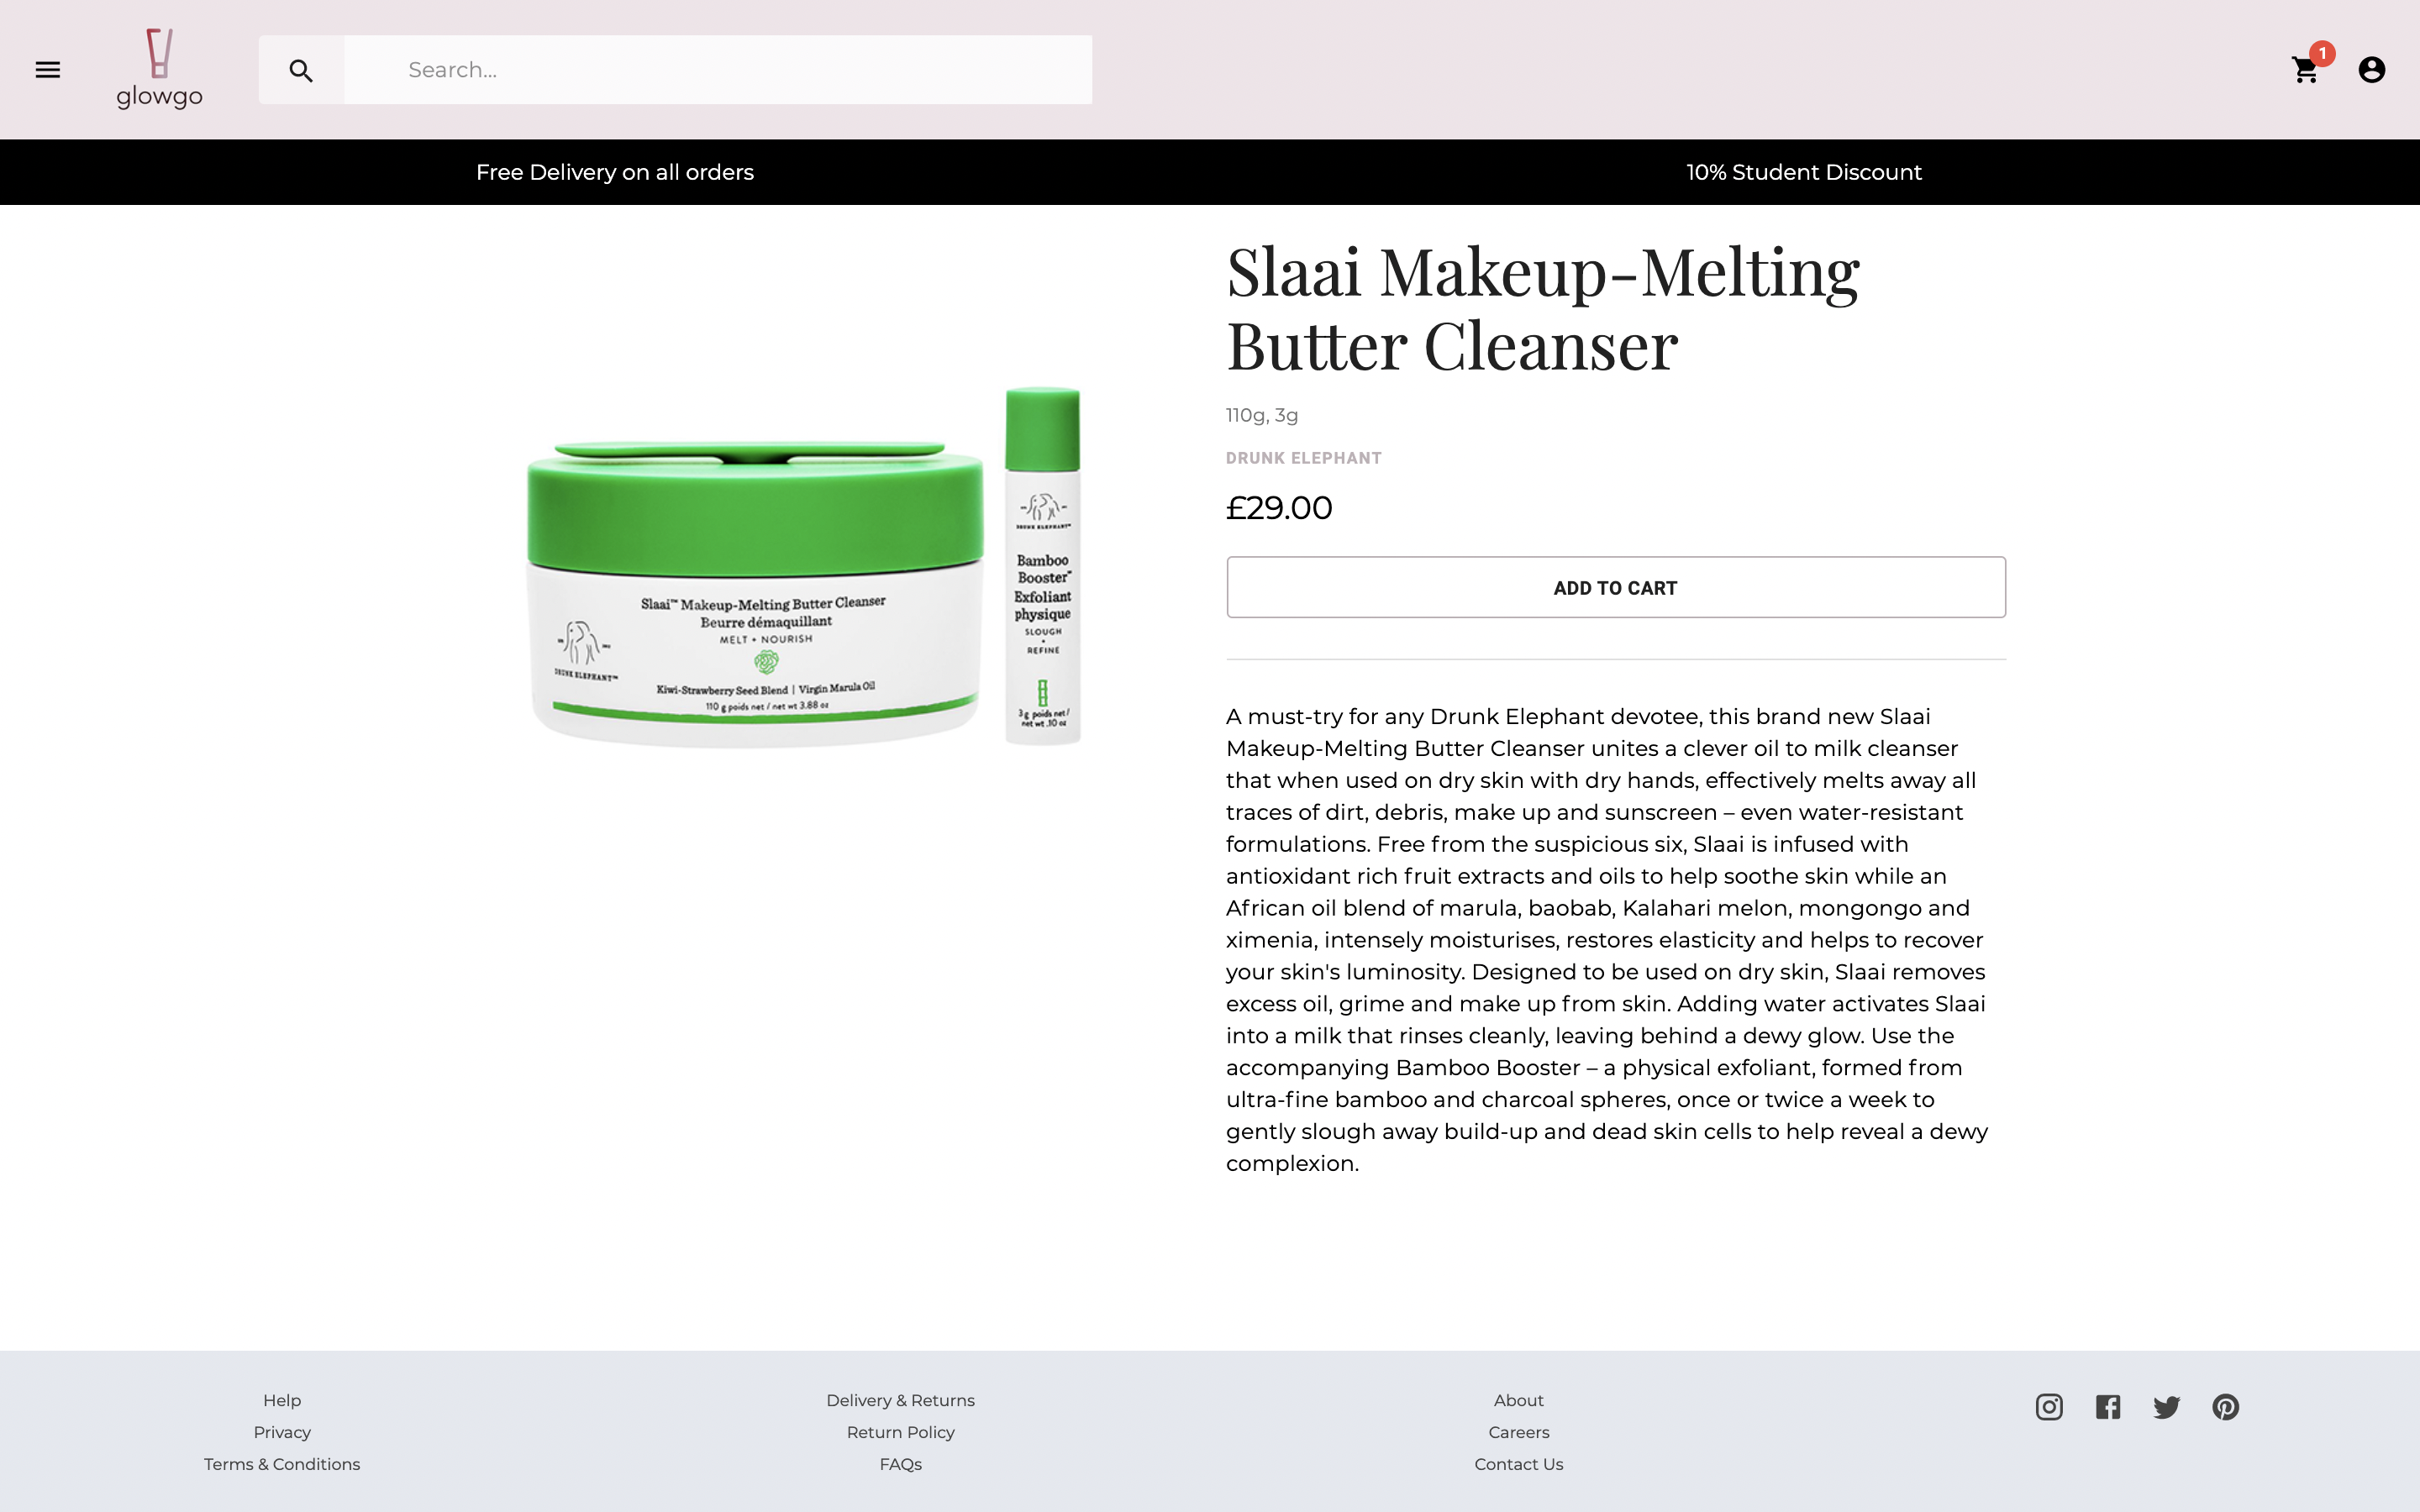 glowgo
Search...
1
Free Delivery on all orders
10% Student Discount
Slaai Makeup-Melting
Butter Cleanser
110g, 3g
DRUNK ELEPHANT
£29.00
ADD TO CART
DRUNK ELEPHANT™
Slaai™ Makeup-Melting Butter Cleanser
Beurre démaquillant
MELT • NOURISH
Kiwi-Strawberry Seed Blend | Virgin Marula Oil
110 g poids net / net wt 3.88 oz
DRUNK ELEPHANT™
Bamboo
Booster™
Exfoliant
physique
SLOUGH
•
REFINE
3 g poids net /
net wt .10 oz
A must-try for any Drunk Elephant devotee, this brand new Slaai
Makeup-Melting Butter Cleanser unites a clever oil to milk cleanser
that when used on dry skin with dry hands, effectively melts away all
traces of dirt, debris, make up and sunscreen – even water-resistant
formulations. Free from the suspicious six, Slaai is infused with
antioxidant rich fruit extracts and oils to help soothe skin while an
African oil blend of marula, baobab, Kalahari melon, mongongo and
ximenia, intensely moisturises, restores elasticity and helps to recover
your skin's luminosity. Designed to be used on dry skin, Slaai removes
excess oil, grime and make up from skin. Adding water activates Slaai
into a milk that rinses cleanly, leaving behind a dewy glow. Use the
accompanying Bamboo Booster – a physical exfoliant, formed from
ultra-fine bamboo and charcoal spheres, once or twice a week to
gently slough away build-up and dead skin cells to help reveal a dewy
complexion.
Help
Privacy
Terms & Conditions
Delivery & Returns
Return Policy
FAQs
About
Careers
Contact Us